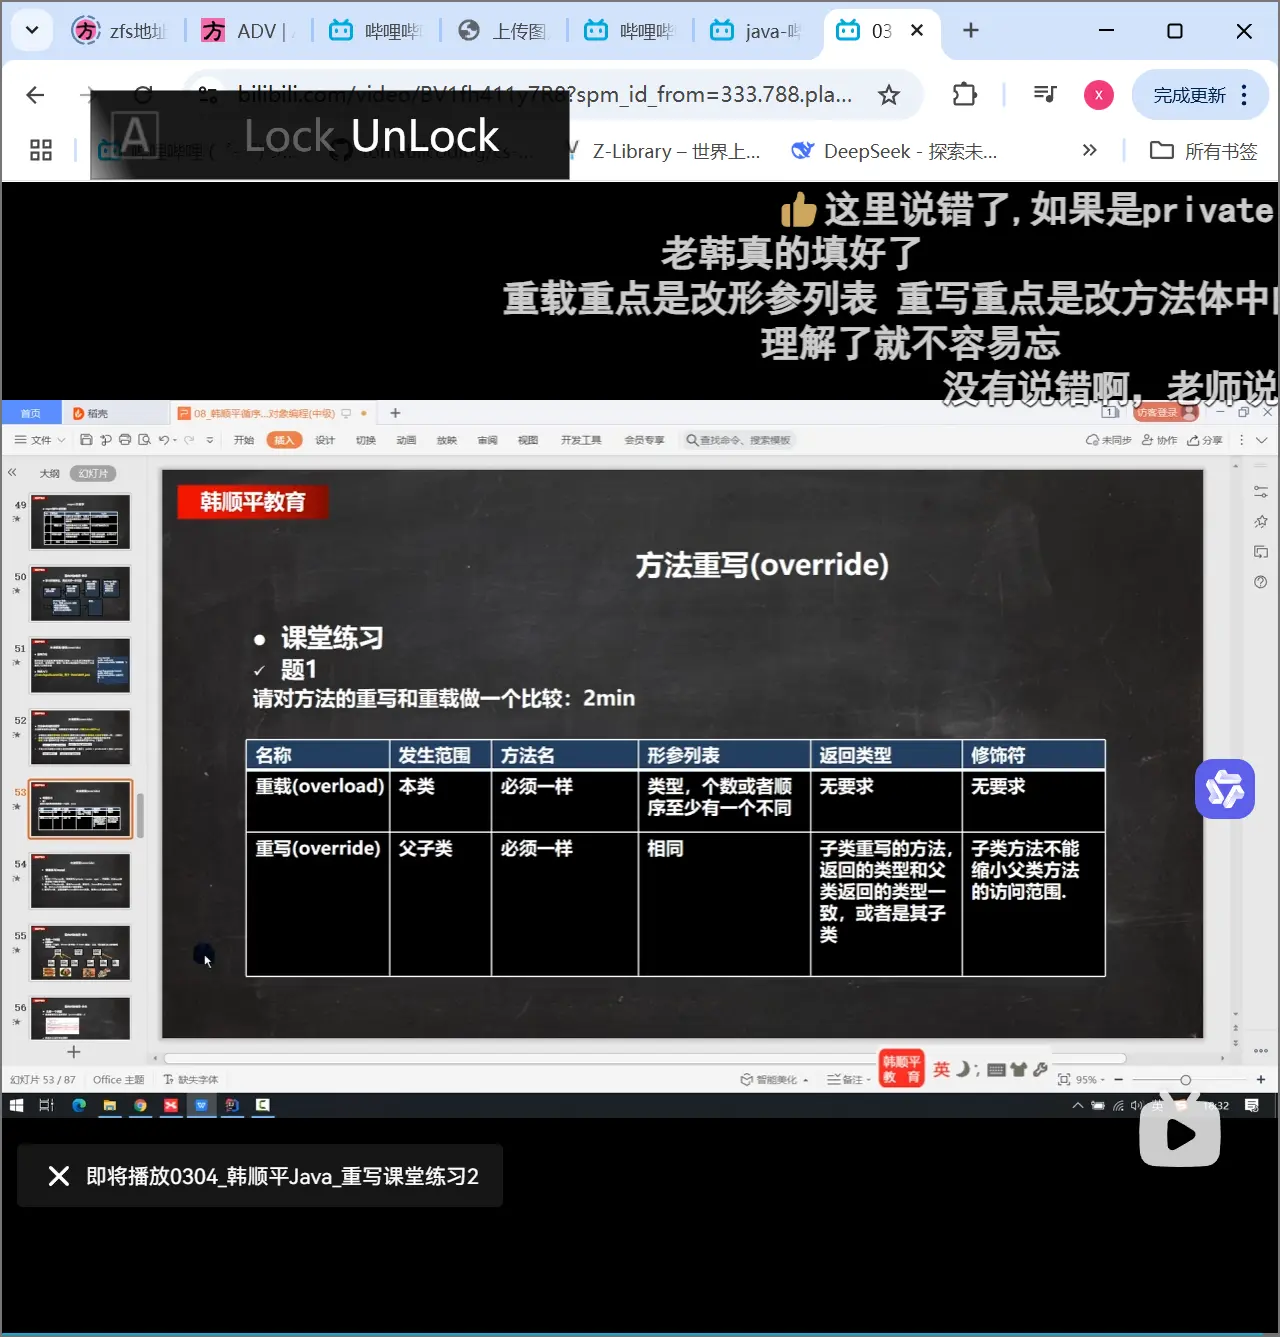 zfs地址
ADV |
哔哩哔
上传图
哔哩哔
java-哔
03
bilibili.com/video/BV1fh411y7R8?spm_id_from=333.788.pla...
X
完成更新
A Lock UnLock
Z-Library – 世界上...
DeepSeek - 探索未...
所有书签
这里说错了,如果是private
老韩真的填好了
重载重点是改形参列表 重写重点是改方法体中
理解了就不容易忘
没有说错啊，老师说
首页
稻壳
08_韩顺平循序...对象编程(中级)
访客登录
文件
开始
插入
设计
切换
动画
放映
审阅
视图
开发工具
会员专享
查找命令、搜索模板
未同步
协作
分享
大纲
幻灯片
49
50
51
52
53
54
55
56
韩顺平教育
方法重写(override)
● 课堂练习
✓ 题1
请对方法的重写和重载做一个比较：2min
名称 发生范围 方法名 形参列表 返回类型 修饰符
重载(overload) 本类 必须一样 类型，个数或者顺序至少有一个不同 无要求 无要求
重写(override) 父子类 必须一样 相同 子类重写的方法，返回的类型和父类返回的类型一致，或者是其子类 子类方法不能缩小父类方法的访问范围.
韩顺平
教 育
英
幻灯片 53 / 87
Office 主题
缺失字体
智能美化
备注
95%
英
18:32
即将播放0304_韩顺平Java_重写课堂练习2